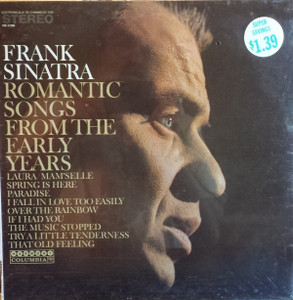 STEREO
FRANK
SINATRA
ROMANTIC
SONGS
FROM THE
EARLY
YEARS
LAURA MAM'SELLE
SPRING IS HERE
PARADISE
I FALL IN LOVE TOO EASILY
OVER THE RAINBOW
IF I HAD YOU
THE MUSIC STOPPED
TRY A LITTLE TENDERNESS
THAT OLD FEELING
COLUMBIA
SUPER
SAVINGS
$1.39